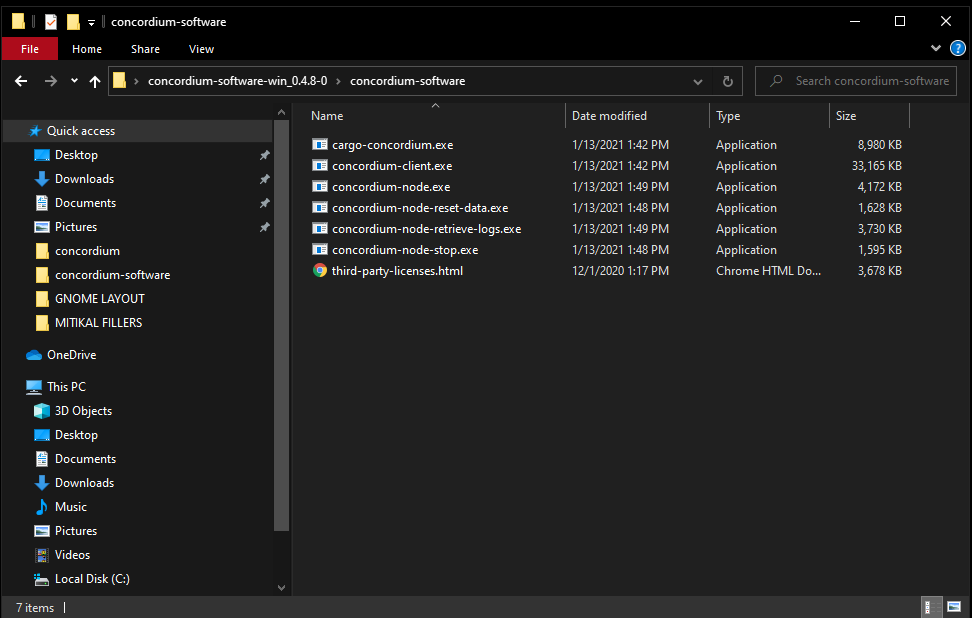 concordium-software
File Home Share View
concordium-software-win_0.4.8-0 › concordium-software
Search concordium-software
Name Date modified Type Size
Quick access
Desktop
Downloads
Documents
Pictures
concordium
concordium-software
GNOME LAYOUT
MITIKAL FILLERS
OneDrive
This PC
3D Objects
Desktop
Documents
Downloads
Music
Pictures
Videos
Local Disk (C:)
cargo-concordium.exe 1/13/2021 1:42 PM Application 8,980 KB
concordium-client.exe 1/13/2021 1:42 PM Application 33,165 KB
concordium-node.exe 1/13/2021 1:49 PM Application 4,172 KB
concordium-node-reset-data.exe 1/13/2021 1:48 PM Application 1,628 KB
concordium-node-retrieve-logs.exe 1/13/2021 1:49 PM Application 3,730 KB
concordium-node-stop.exe 1/13/2021 1:48 PM Application 1,595 KB
third-party-licenses.html 12/1/2020 1:17 PM Chrome HTML Do... 3,678 KB
7 items